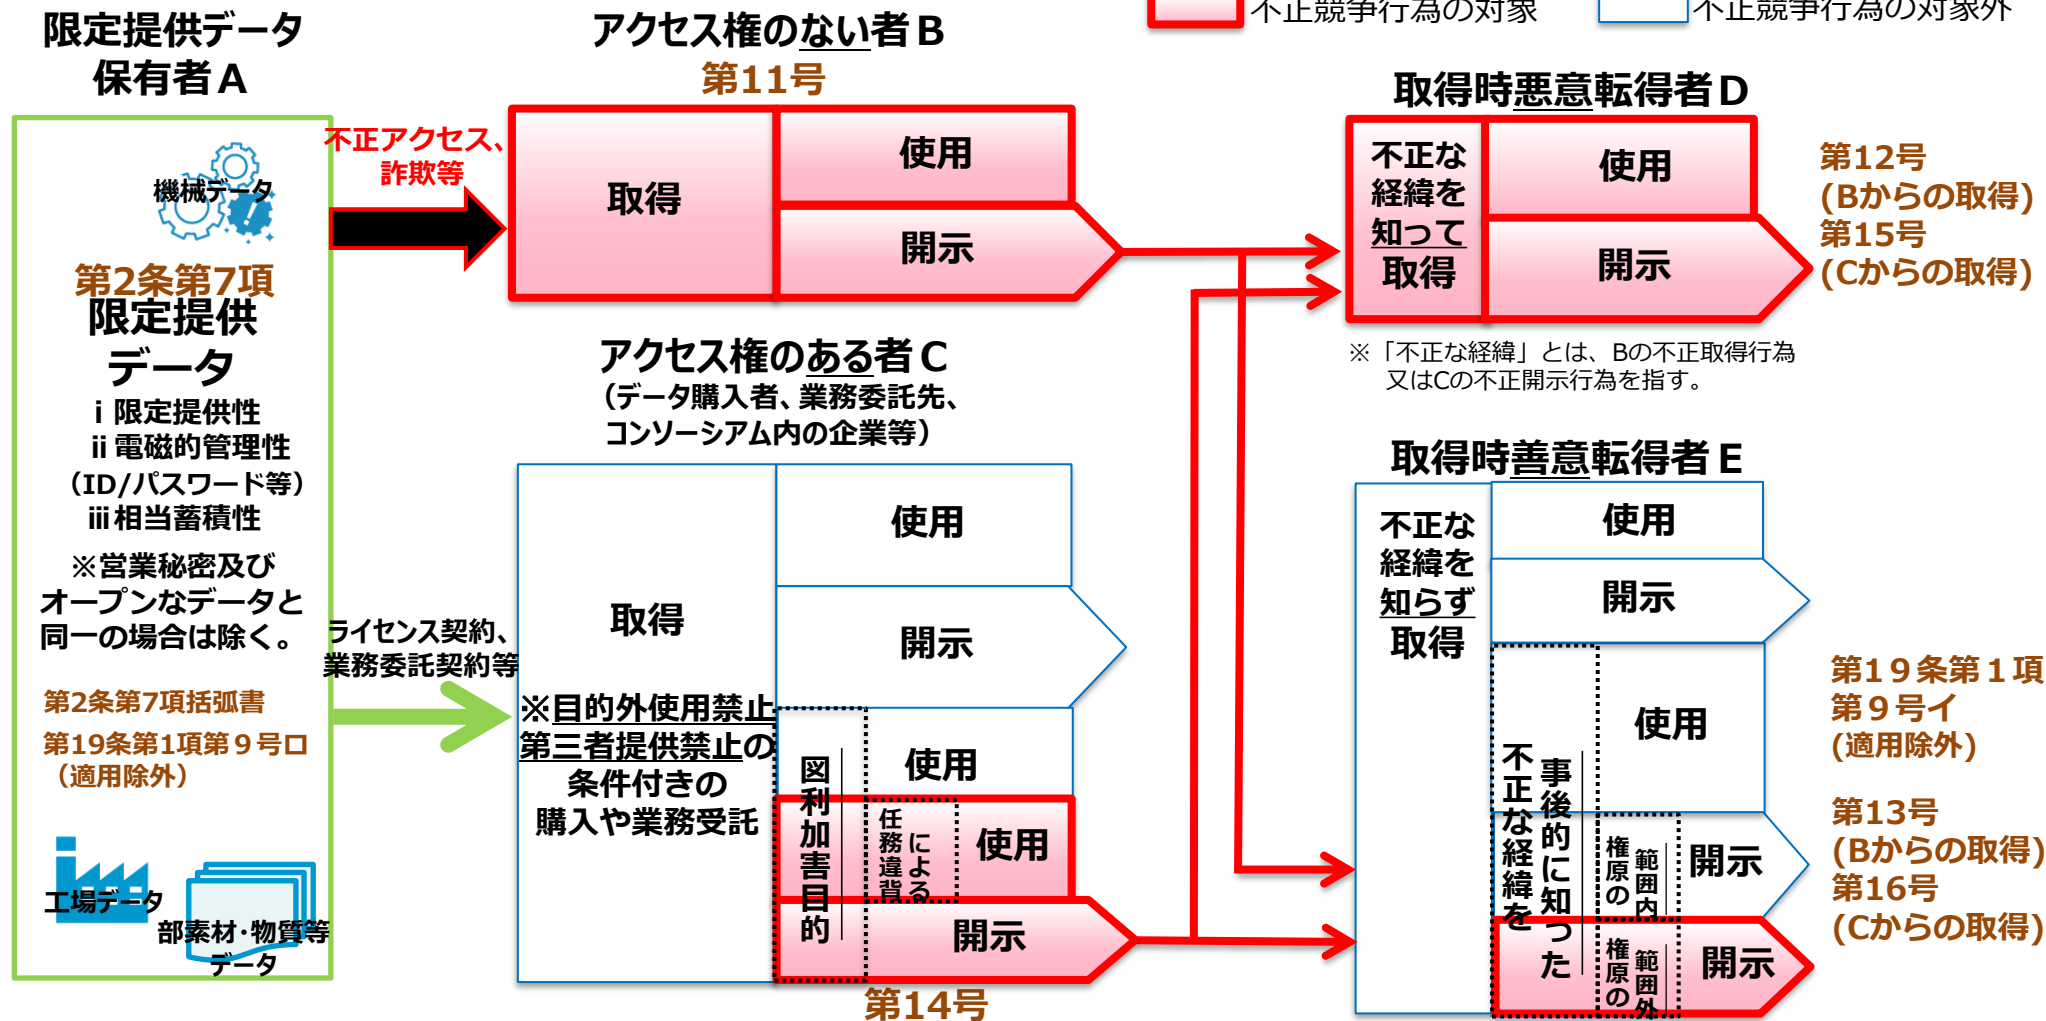 不正競争行為の対象
不正競争行為の対象外
限定提供データ
保有者A
機械データ
第2条第7項
限定提供
データ
ⅰ 限定提供性
ⅱ 電磁的管理性
（ID/パスワード等）
ⅲ 相当蓄積性
※営業秘密及び
オープンなデータと
同一の場合は除く。
第2条第7項括弧書
第19条第1項第９号ロ
（適用除外）
工場データ
部素材・物質等
データ
不正アクセス、
詐欺等
ライセンス契約、
業務委託契約等
アクセス権のない者B
第11号
取得
使用
開示
アクセス権のある者C
（データ購入者、業務委託先、
コンソーシアム内の企業等）
取得
※目的外使用禁止
第三者提供禁止の
条件付きの
購入や業務受託
使用
開示
図利加害目的
使用
任務違背
による
使用
開示
第14号
取得時悪意転得者D
不正な
経緯を
知って
取得
使用
開示
第12号
(Bからの取得)
第15号
(Cからの取得)
※「不正な経緯」とは、Bの不正取得行為
又はCの不正開示行為を指す。
取得時善意転得者E
不正な
経緯を
知らず
取得
使用
開示
不正な経緯を
事後的に知った
使用
権原の
範囲内
開示
権原の
範囲外
開示
第１９条第１項
第９号イ
(適用除外)
第13号
(Bからの取得)
第16号
(Cからの取得)